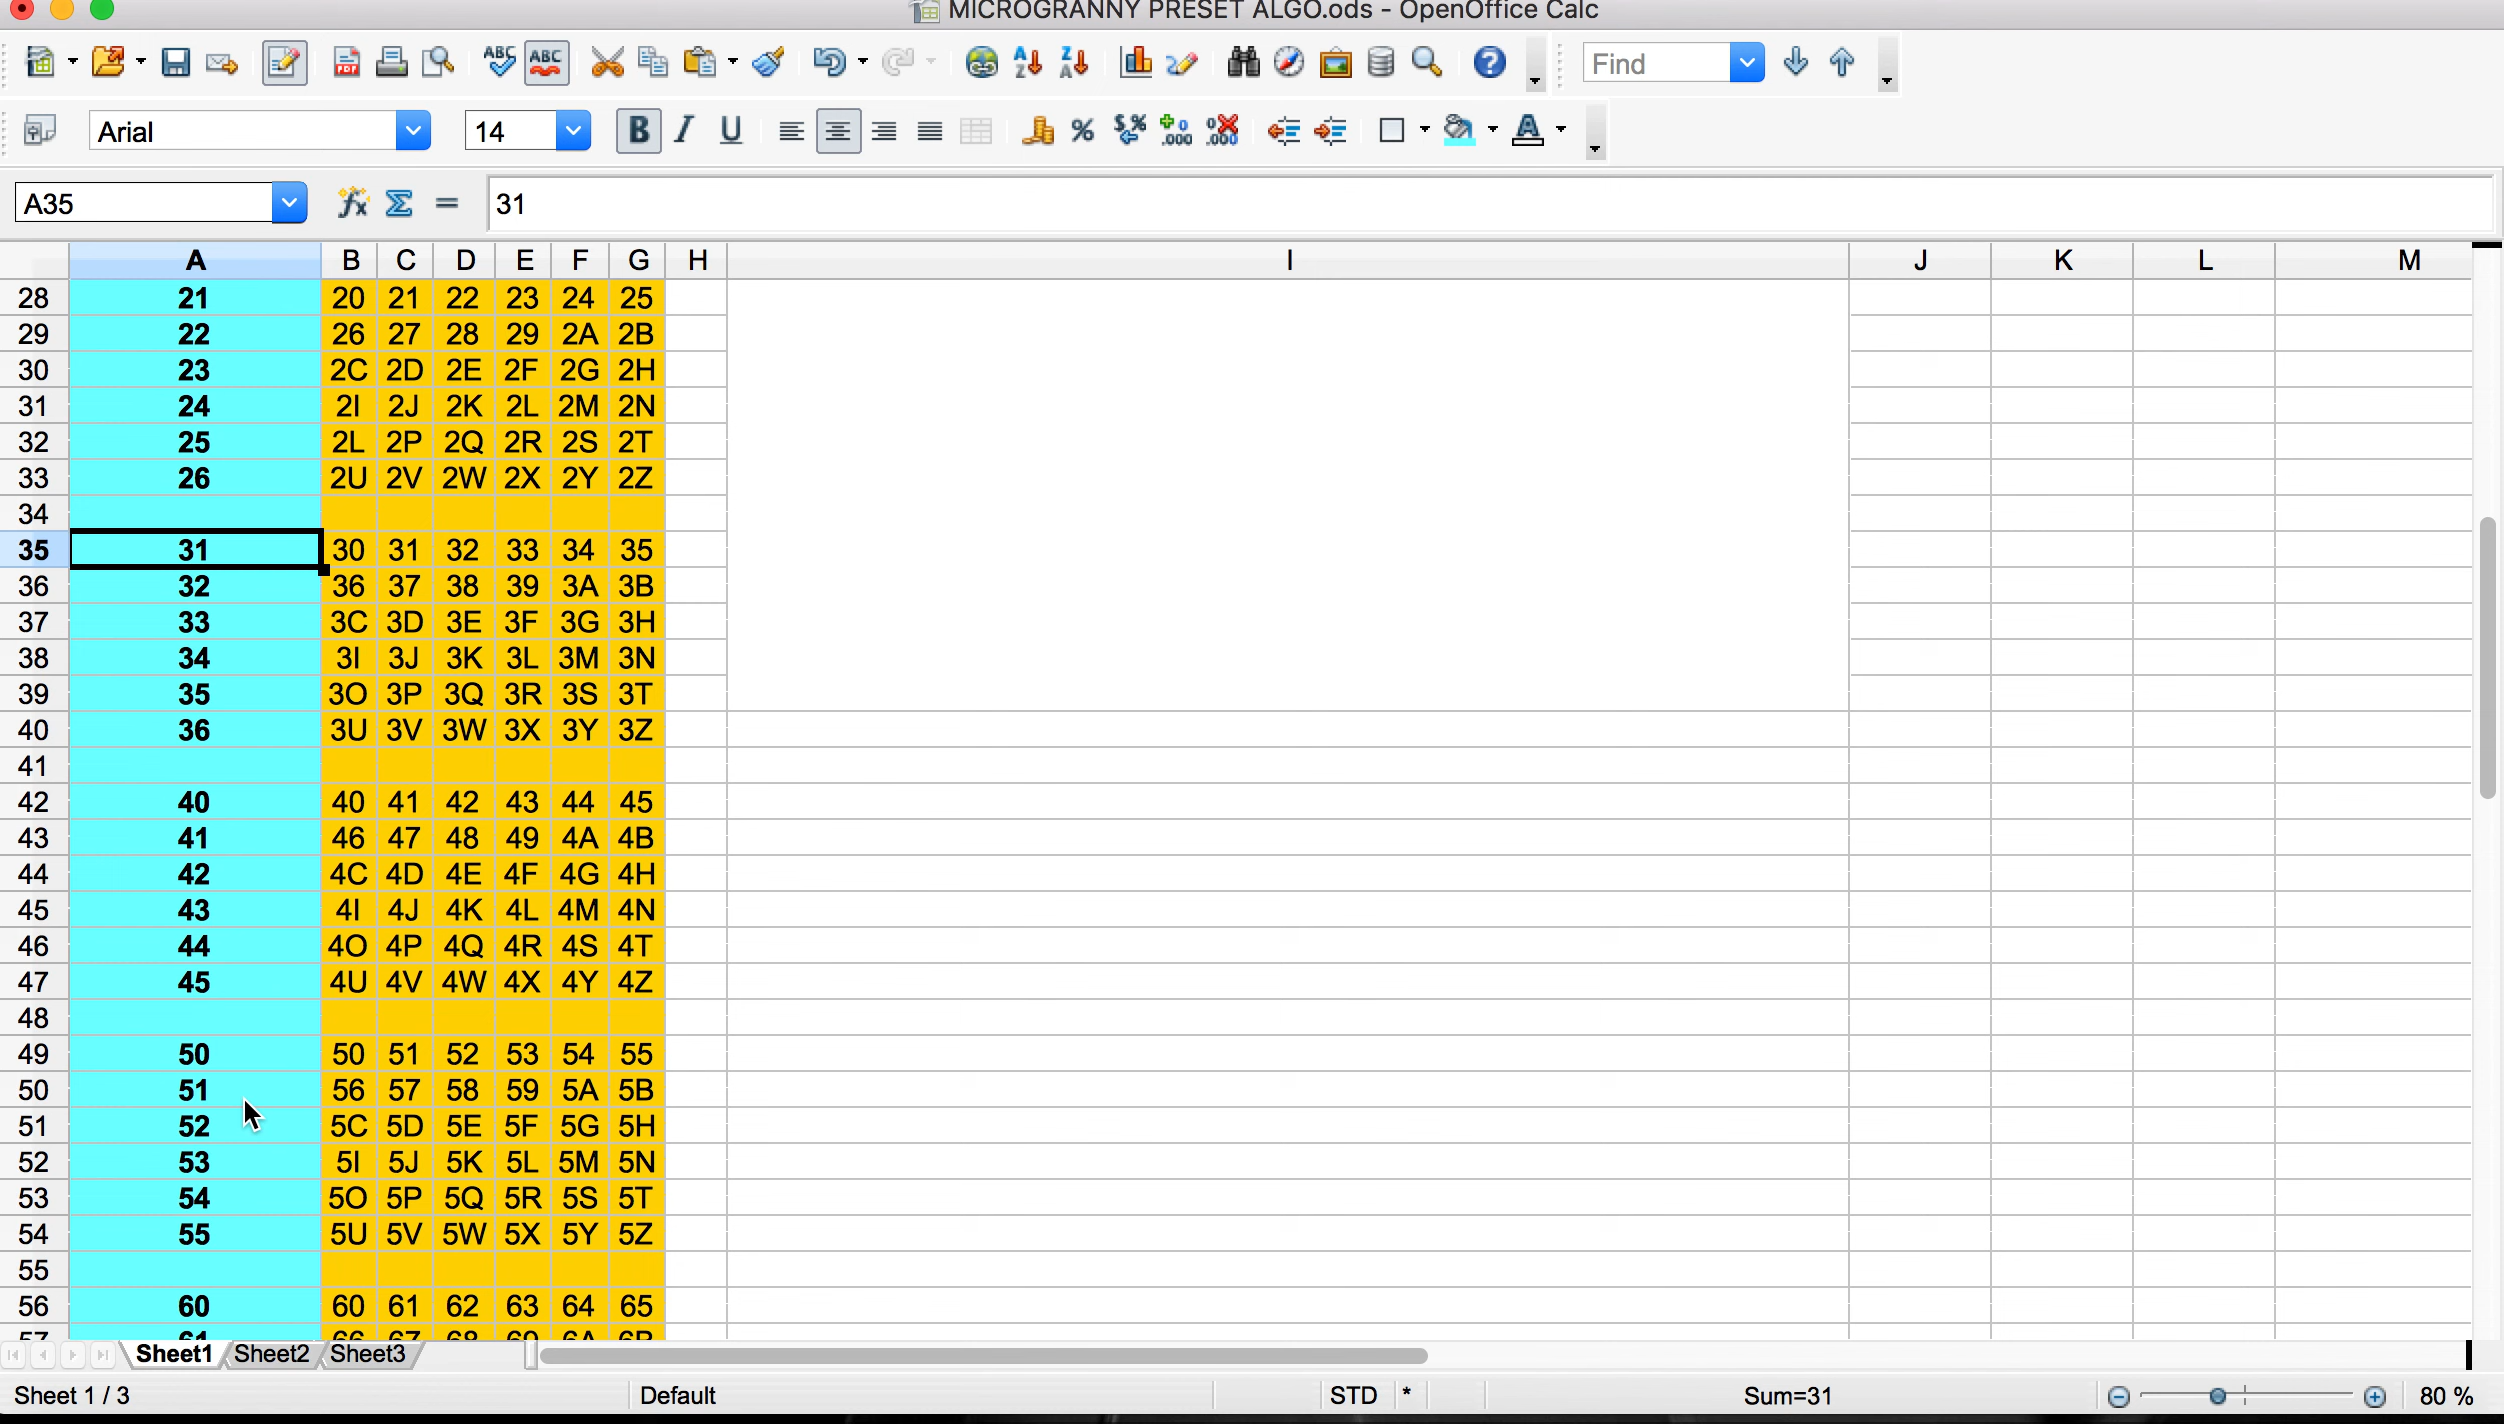 MICROGRANNY PRESET ALGO.ods - OpenOffice Calc
Find
Arial 14
A35 31
A B C D E F G H I J K L M
28 21 20 21 22 23 24 25
29 22 26 27 28 29 2A 2B
30 23 2C 2D 2E 2F 2G 2H
31 24 2I 2J 2K 2L 2M 2N
32 25 2L 2P 2Q 2R 2S 2T
33 26 2U 2V 2W 2X 2Y 2Z
34
35 31 30 31 32 33 34 35
36 32 36 37 38 39 3A 3B
37 33 3C 3D 3E 3F 3G 3H
38 34 3I 3J 3K 3L 3M 3N
39 35 3O 3P 3Q 3R 3S 3T
40 36 3U 3V 3W 3X 3Y 3Z
41
42 40 40 41 42 43 44 45
43 41 46 47 48 49 4A 4B
44 42 4C 4D 4E 4F 4G 4H
45 43 4I 4J 4K 4L 4M 4N
46 44 4O 4P 4Q 4R 4S 4T
47 45 4U 4V 4W 4X 4Y 4Z
48
49 50 50 51 52 53 54 55
50 51 56 57 58 59 5A 5B
51 52 5C 5D 5E 5F 5G 5H
52 53 5I 5J 5K 5L 5M 5N
53 54 5O 5P 5Q 5R 5S 5T
54 55 5U 5V 5W 5X 5Y 5Z
55
56 60 60 61 62 63 64 65
57 61 66 67 68 69 6A 6B
Sheet1 Sheet2 Sheet3
Sheet 1 / 3 Default STD * Sum=31 80 %